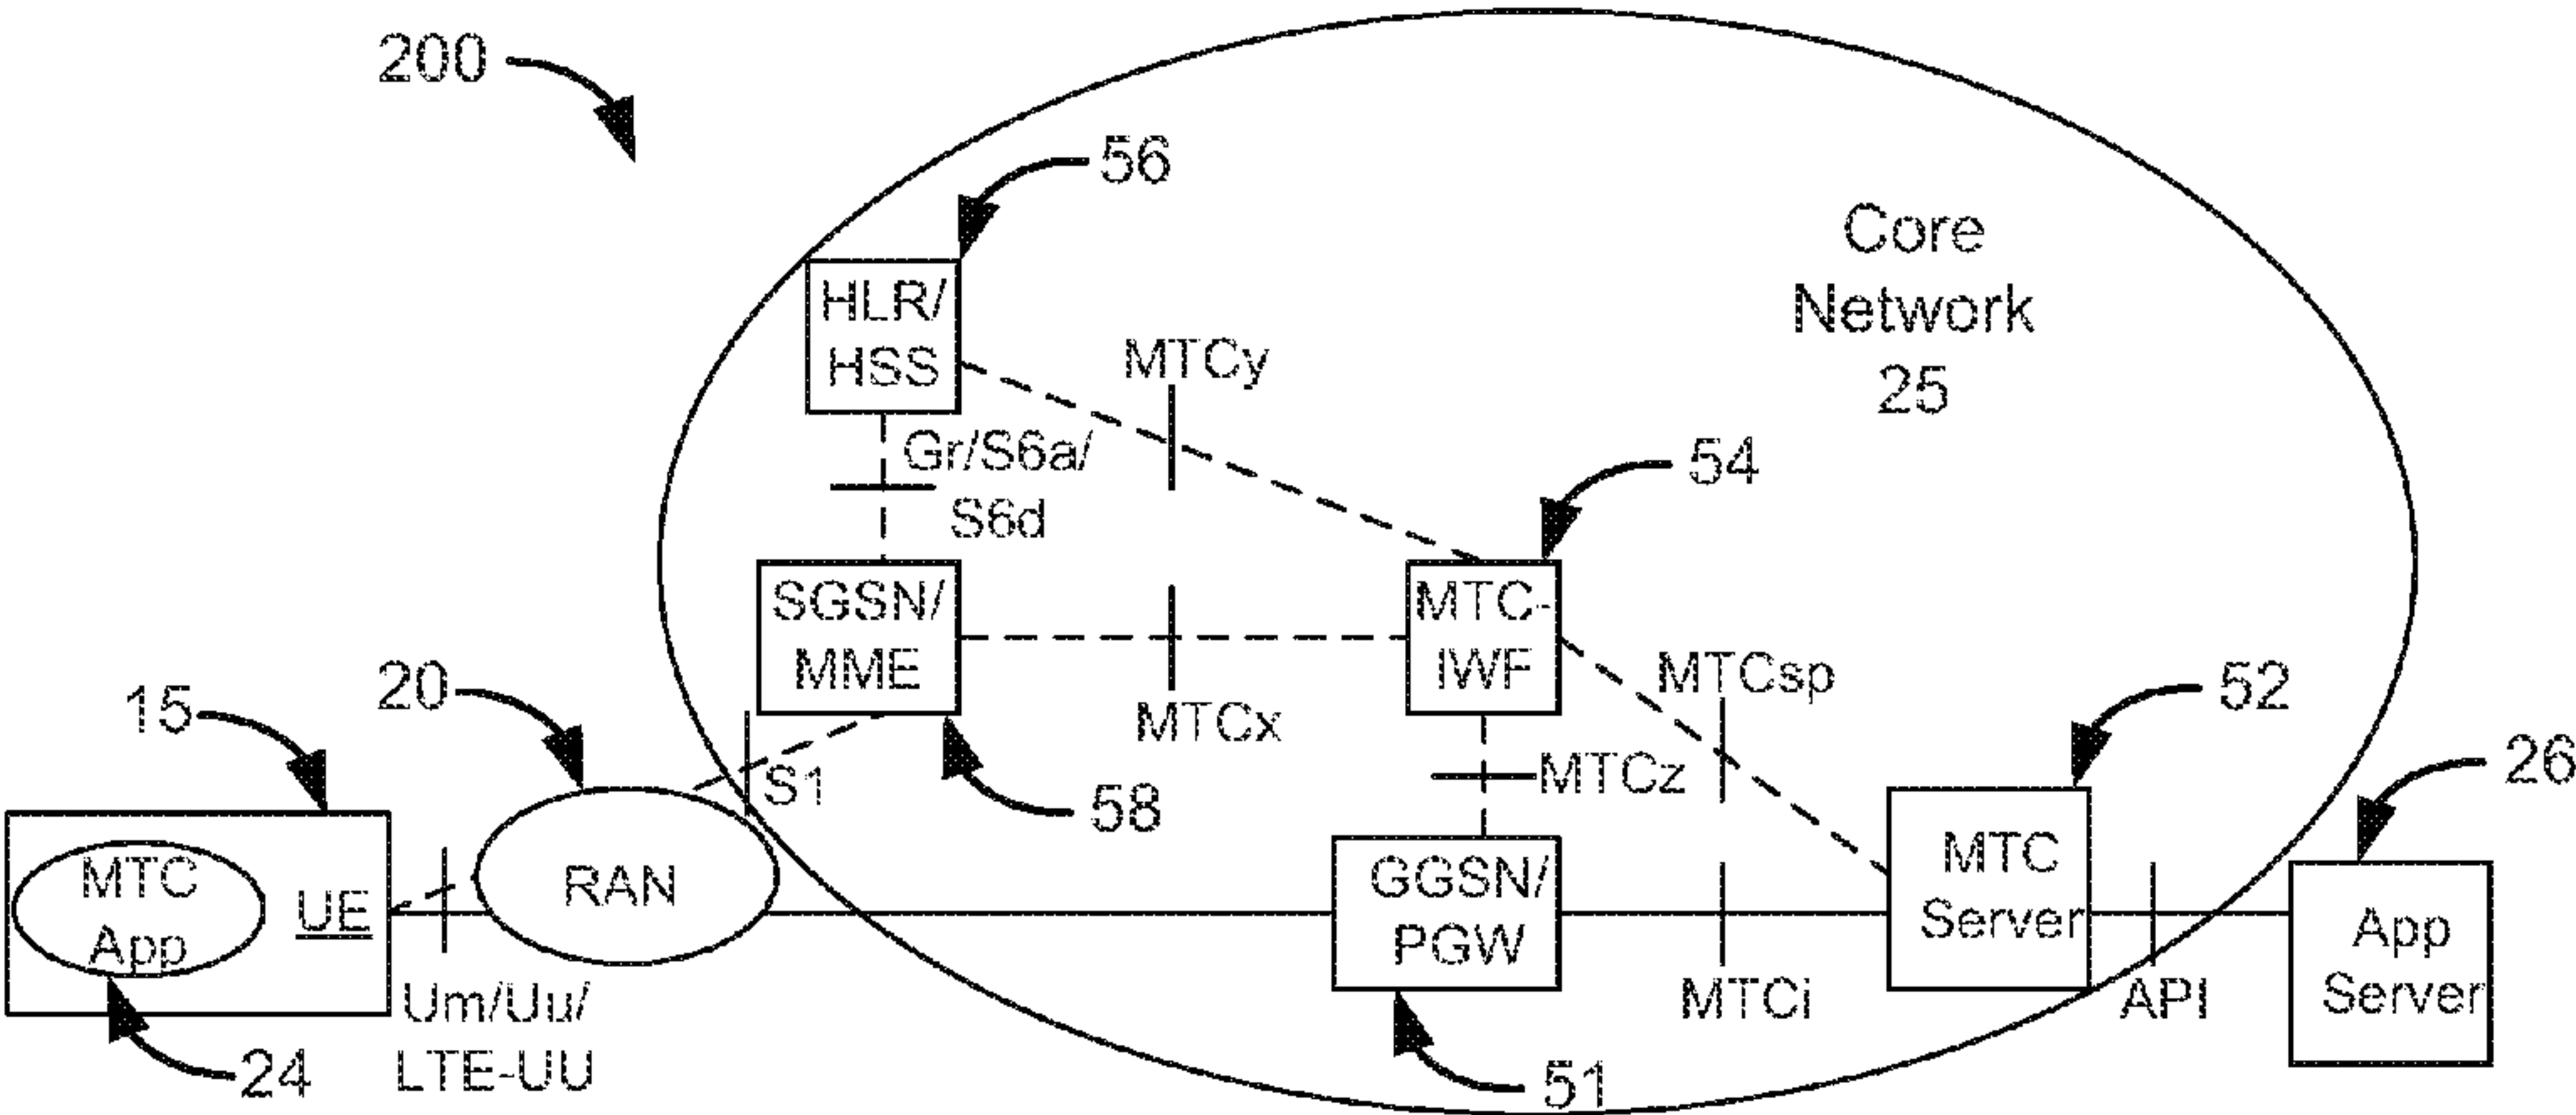 200
56
Core
Network
25
HLR/
HSS
MTCy
Gr/S6a/
S6d
54
SGSN/
MME
MTC-
IWF
MTCx
MTCsp
52
20
15
S1
58
MTCz
26
MTC
App
UE
RAN
GGSN/
PGW
MTC
Server
App
Server
Um/Uu/
LTE-UU
MTCi
API
24
51